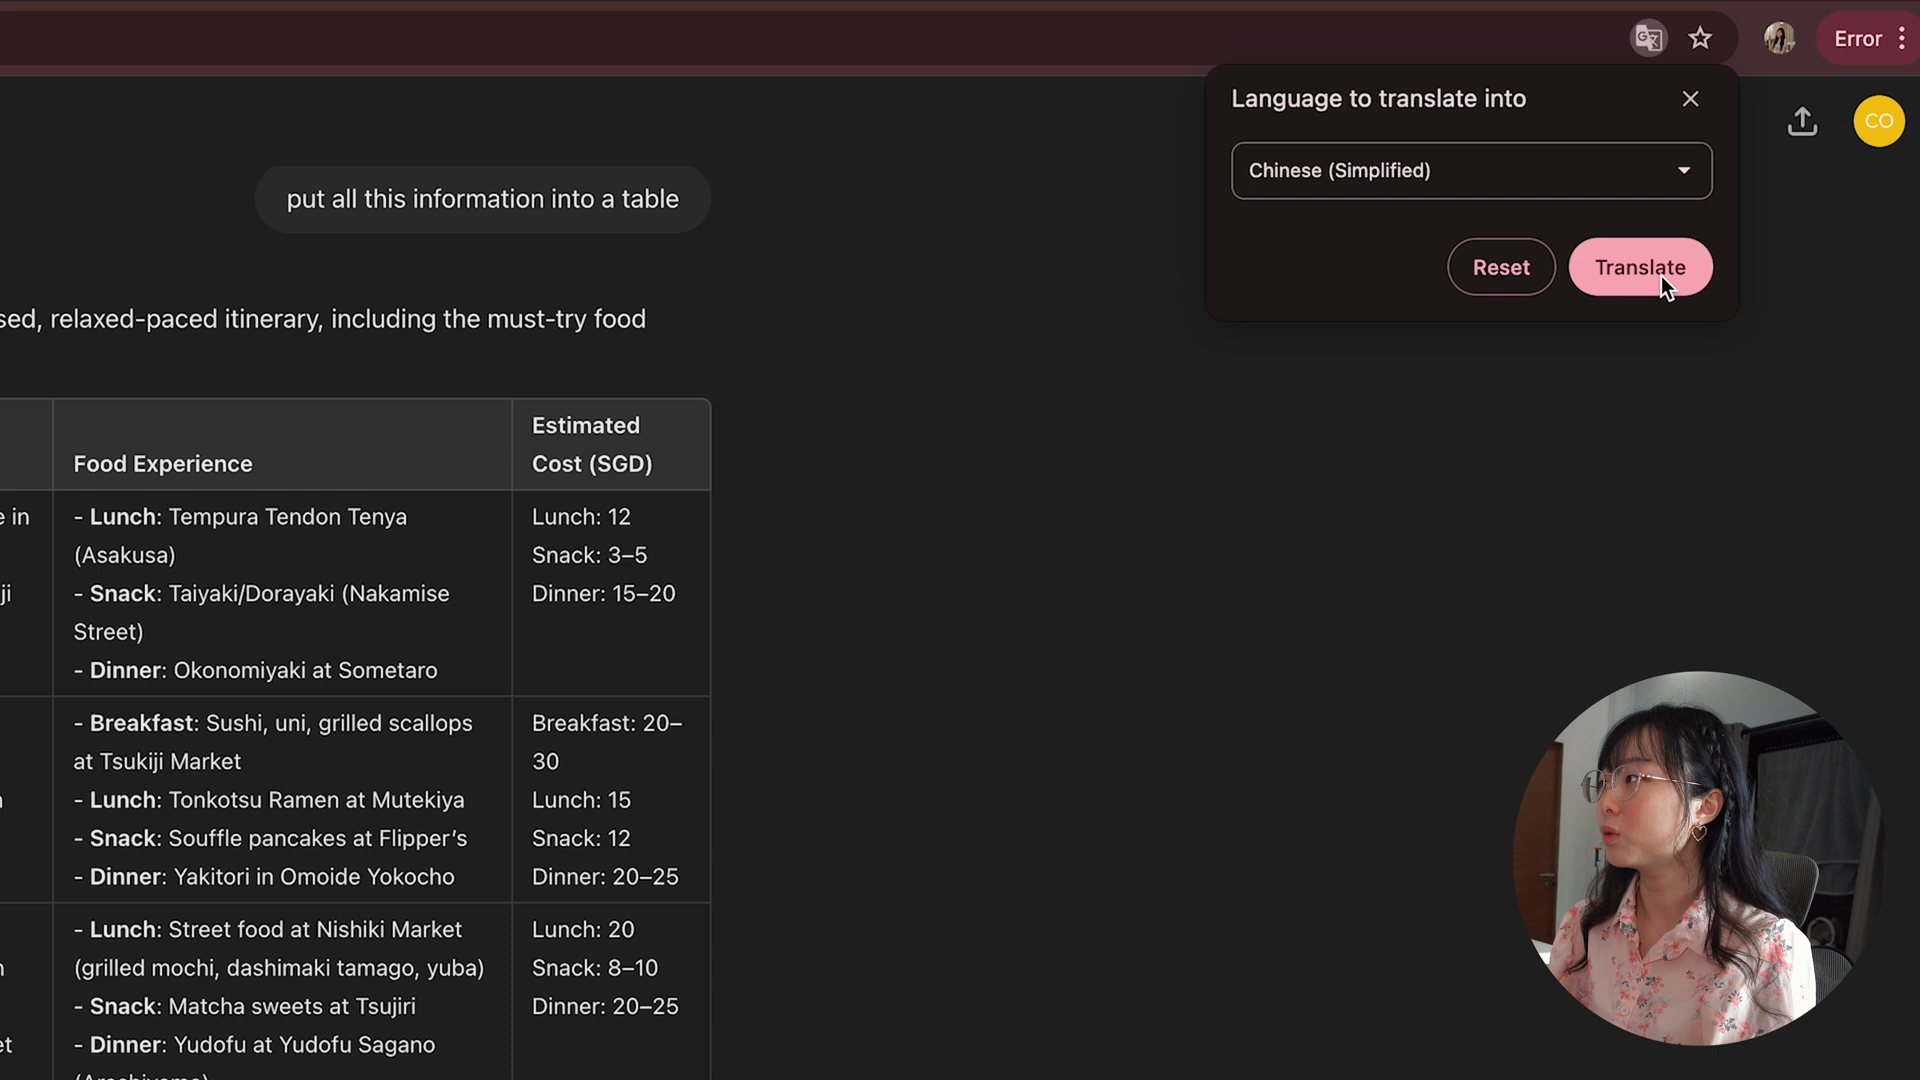 Error
Language to translate into
CO
Chinese (Simplified)
put all this information into a table
Reset
Translate
sed, relaxed-paced itinerary, including the must-try food
Food Experience
Estimated
Cost (SGD)
e in
- Lunch: Tempura Tendon Tenya
(Asakusa)
ji
- Snack: Taiyaki/Dorayaki (Nakamise
Street)
- Dinner: Okonomiyaki at Sometaro
Lunch: 12
Snack: 3–5
Dinner: 15–20
- Breakfast: Sushi, uni, grilled scallops
at Tsukiji Market
- Lunch: Tonkotsu Ramen at Mutekiya
- Snack: Souffle pancakes at Flipper’s
- Dinner: Yakitori in Omoide Yokocho
Breakfast: 20–
30
Lunch: 15
Snack: 12
Dinner: 20–25
- Lunch: Street food at Nishiki Market
(grilled mochi, dashimaki tamago, yuba)
- Snack: Matcha sweets at Tsujiri
et
- Dinner: Yudofu at Yudofu Sagano
Lunch: 20
Snack: 8–10
Dinner: 20–25